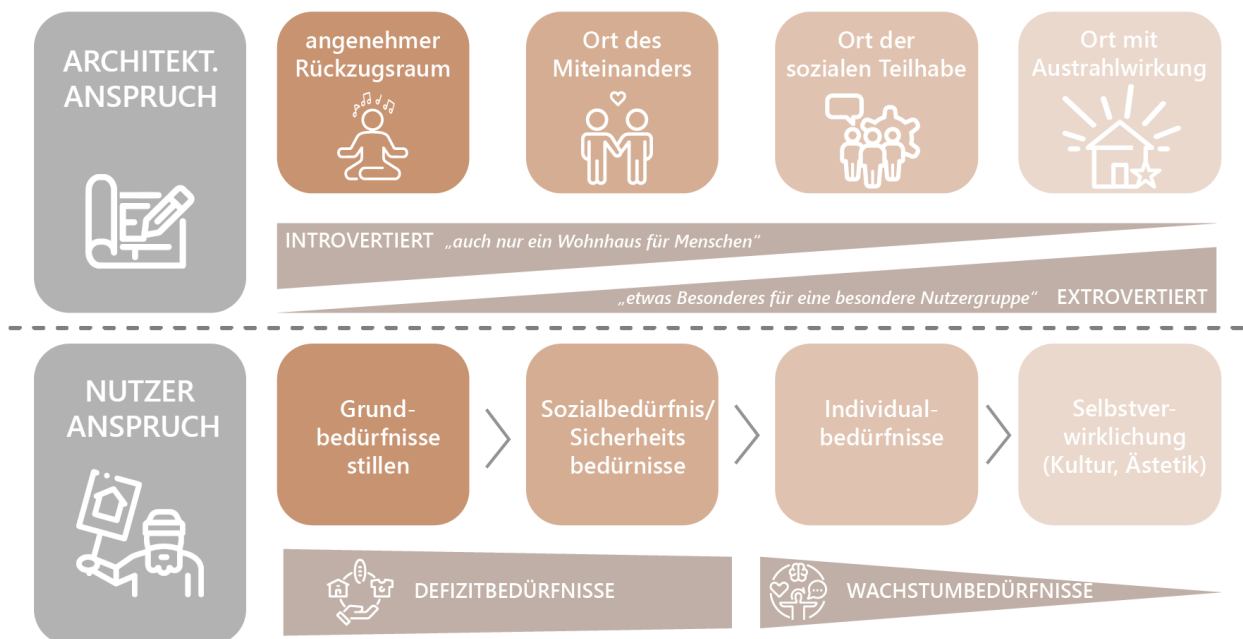 ARCHITEKT.
ANSPRUCH
angenehmer
Rückzugsraum
Ort des
Miteinanders
Ort der
sozialen Teilhabe
Ort mit
Austrahlwirkung
INTROVERTIERT „auch nur ein Wohnhaus für Menschen“
„etwas Besonderes für eine besondere Nutzergruppe“ EXTROVERTIERT
NUTZER
ANSPRUCH
Grund-
bedürfnisse
stillen
Sozialbedürfnis/
Sicherheits
bedürnisse
Individual-
bedürfnisse
Selbstver-
wirklichung
(Kultur, Ästetik)
DEFIZITBEDÜRFNISSE
WACHSTUMBEDÜRFNISSE